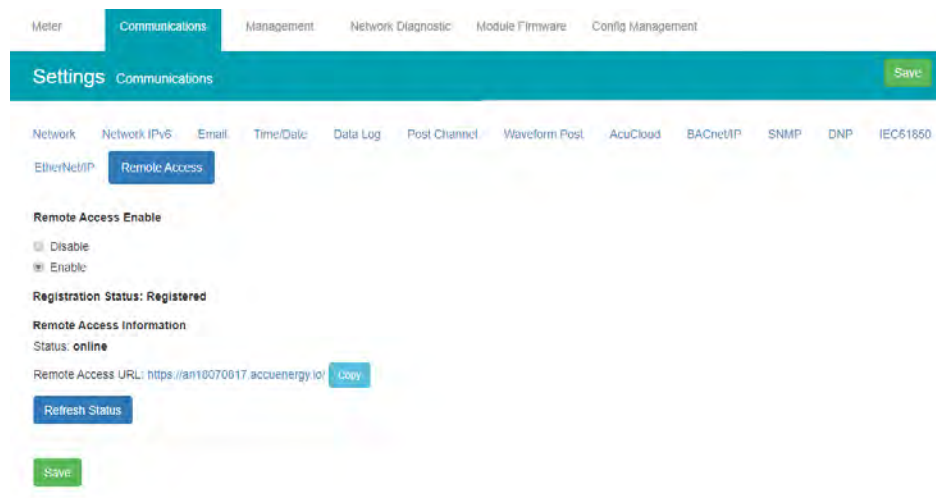 Meter Communications Management Network Diagnostic Module Firmware Config Management
Settings Communications Save
Network Network IPv6 Email Time/Date Data Log Post Channel Waveform Post AcuCloud BACnet/IP SNMP DNP IEC61850
EtherNet/IP Remote Access
Remote Access Enable
Disable
Enable
Registration Status: Registered
Remote Access Information
Status: online
Remote Access URL: https://an18070017.accuenergy.io/ Copy
Refresh Status
Save